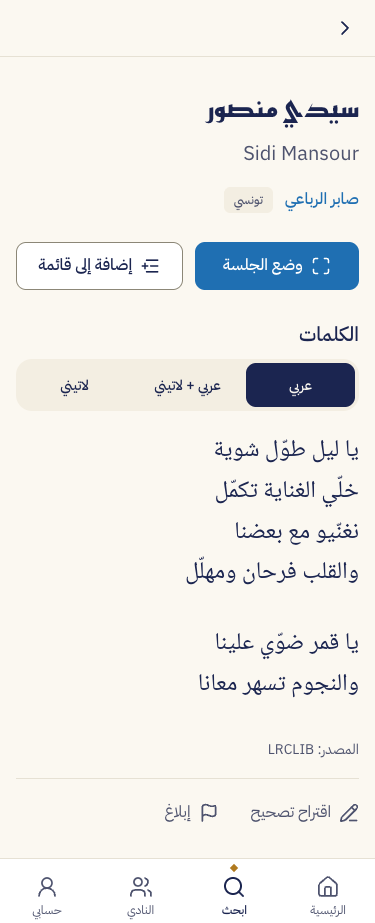 سيدي منصور
Sidi Mansour
صابر الرباعي تونسي
وضع الجلسة إضافة إلى قائمة
الكلمات
عربي عربي + لاتيني لاتيني
يا ليل طوّل شوية
خلّي الغناية تكمّل
نغنّيو مع بعضنا
والقلب فرحان ومهلّل
يا قمر ضوّي علينا
والنجوم تسهر معانا
المصدر: LRCLIB
اقتراح تصحيح إبلاغ
الرئيسية ابحث النادي حسابي